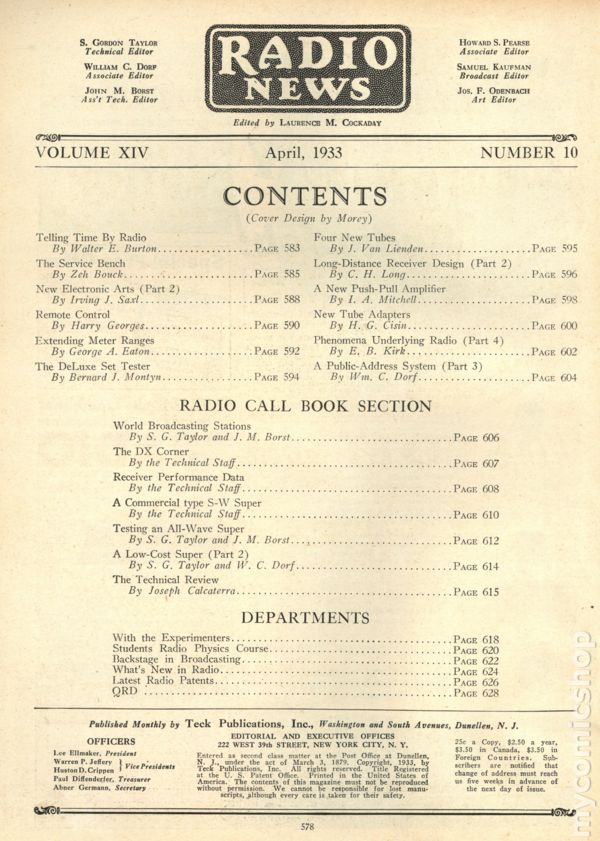 S. GORDON TAYLOR
Technical Editor
WILLIAM C. DORF
Associate Editor
JOHN M. BORST
Ass't Tech. Editor
RADIO
NEWS
HOWARD S. PEARSE
Associate Editor
SAMUEL KAUFMAN
Broadcast Editor
JOS. F. ODENBACH
Art Editor
Edited by LAURENCE M. COCKADAY
VOLUME XIV April, 1933 NUMBER 10
CONTENTS
(Cover Design by Morey)
Telling Time By Radio
By Walter E. Burton................PAGE 583
The Service Bench
By Zeh Bouck......................PAGE 585
New Electronic Arts (Part 2)
By Irving J. Saxl...................PAGE 588
Remote Control
By Harry Georges..................PAGE 590
Extending Meter Ranges
By George A. Eaton................PAGE 592
The DeLuxe Set Tester
By Bernard J. Montyn..............PAGE 594
Four New Tubes
By J. Van Lienden..................PAGE 595
Long-Distance Receiver Design (Part 2)
By C. H. Long.....................PAGE 596
A New Push-Pull Amplifier
By I. A. Mitchell...................PAGE 598
New Tube Adapters
By H. G. Cisin.....................PAGE 600
Phenomena Underlying Radio (Part 4)
By E. B. Kirk......................PAGE 602
A Public-Address System (Part 3)
By Wm. C. Dorf...................PAGE 604
RADIO CALL BOOK SECTION
World Broadcasting Stations
By S. G. Taylor and J. M. Borst...........................PAGE 606
The DX Corner
By the Technical Staff....................................PAGE 607
Receiver Performance Data
By the Technical Staff....................................PAGE 608
A Commercial type S-W Super
By the Technical Staff....................................PAGE 610
Testing an All-Wave Super
By S. G. Taylor and J. M. Borst...........................PAGE 612
A Low-Cost Super (Part 2)
By S. G. Taylor and W. C. Dorf..........................PAGE 614
The Technical Review
By Joseph Calcaterra.....................................PAGE 615
DEPARTMENTS
With the Experimenters.....................................PAGE 618
Students Radio Physics Course..............................PAGE 620
Backstage in Broadcasting..................................PAGE 622
What's New in Radio.......................................PAGE 624
Latest Radio Patents.......................................PAGE 626
QRD ....................................................PAGE 628
Published Monthly by Teck Publications, Inc., Washington and South Avenues, Dunellen, N. J.
OFFICERS
Lee Ellmaker, President
Warren P. Jeffery
Huston D. Crippen
} Vice Presidents
Paul Diffenderfer, Treasurer
Abner Germann, Secretary
EDITORIAL AND EXECUTIVE OFFICES
222 WEST 39th STREET, NEW YORK CITY, N. Y.
Entered as second class matter at the Post Office at Dunellen,
N. J., under the act of March 3, 1879. Copyright, 1933, by
Teck Publications, Inc. All rights reserved. Title Registered
at the U. S. Patent Office. Printed in the United States of
America. The contents of this magazine must not be reproduced
without permission. We cannot be responsible for lost manu-
scripts, although every care is taken for their safety.
25c a Copy, $2.50 a year,
$3.50 in Canada, $3.50 in
Foreign Countries. Sub-
scribers are notified that
change of address must reach
us five weeks in advance of
the next day of issue.
578
mycomicshop